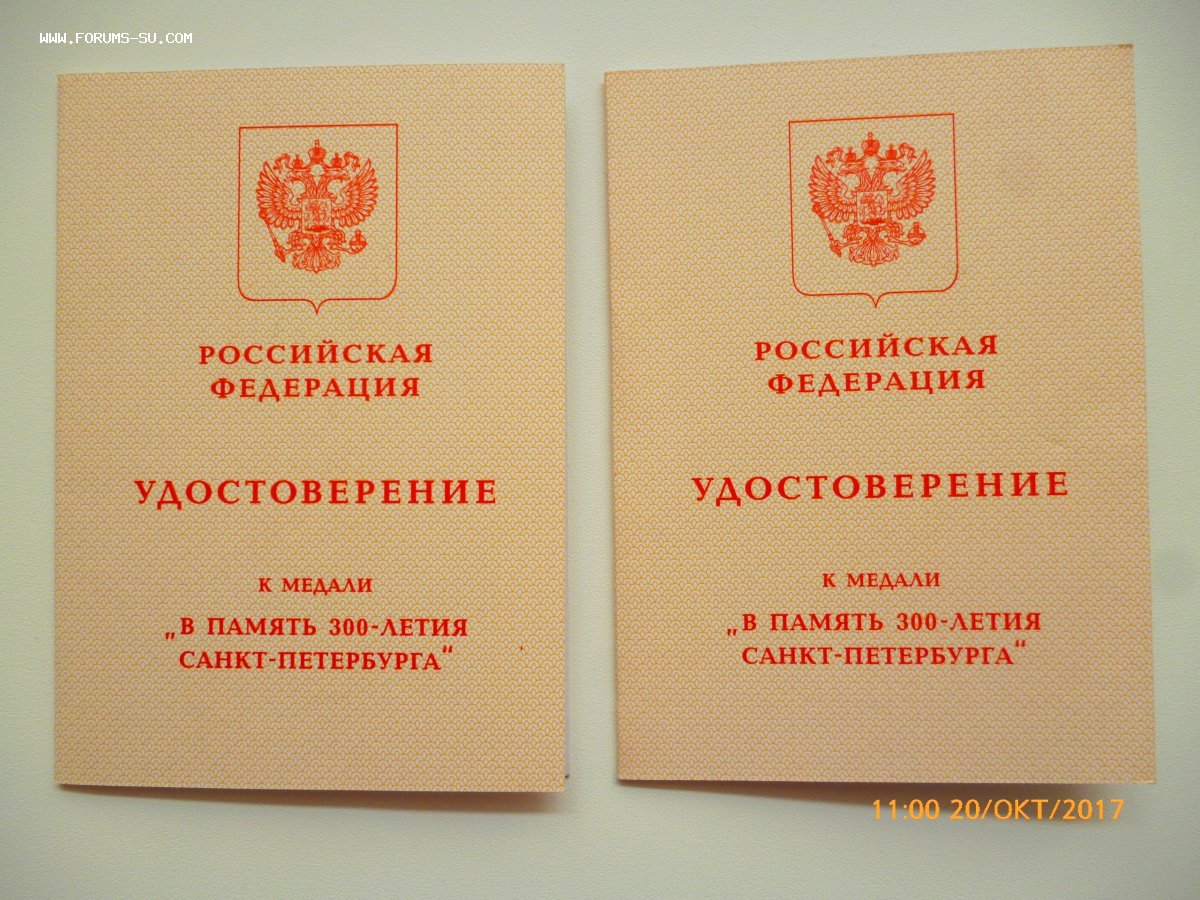 WWW.FORUMS-SU.COM
РОССИЙСКАЯ
ФЕДЕРАЦИЯ
УДОСТОВЕРЕНИЕ
К МЕДАЛИ
„В ПАМЯТЬ 300-ЛЕТИЯ
САНКТ-ПЕТЕРБУРГА“
РОССИЙСКАЯ
ФЕДЕРАЦИЯ
УДОСТОВЕРЕНИЕ
К МЕДАЛИ
„В ПАМЯТЬ 300-ЛЕТИЯ
САНКТ-ПЕТЕРБУРГА“
11:00 20/ОКТ/2017